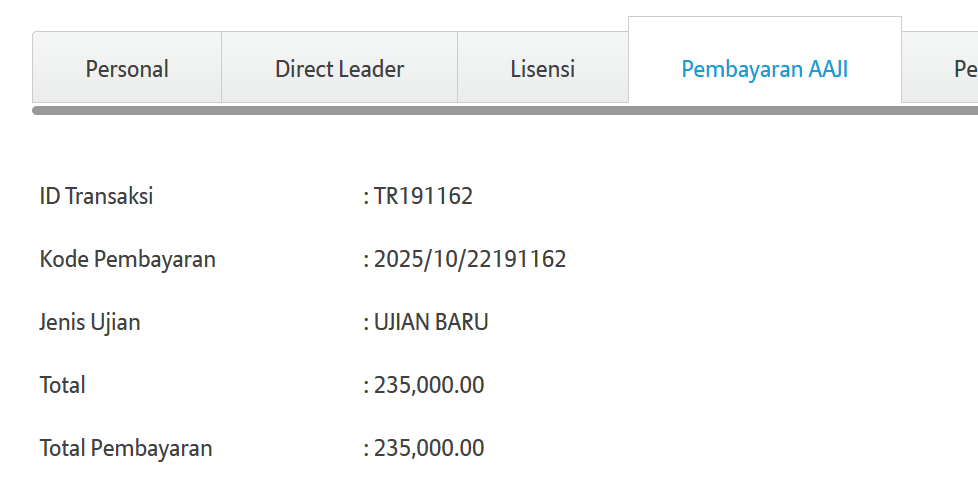 Personal Direct Leader Lisensi Pembayaran AAJI Pe
ID Transaksi : TR191162
Kode Pembayaran : 2025/10/22191162
Jenis Ujian : UJIAN BARU
Total : 235,000.00
Total Pembayaran : 235,000.00